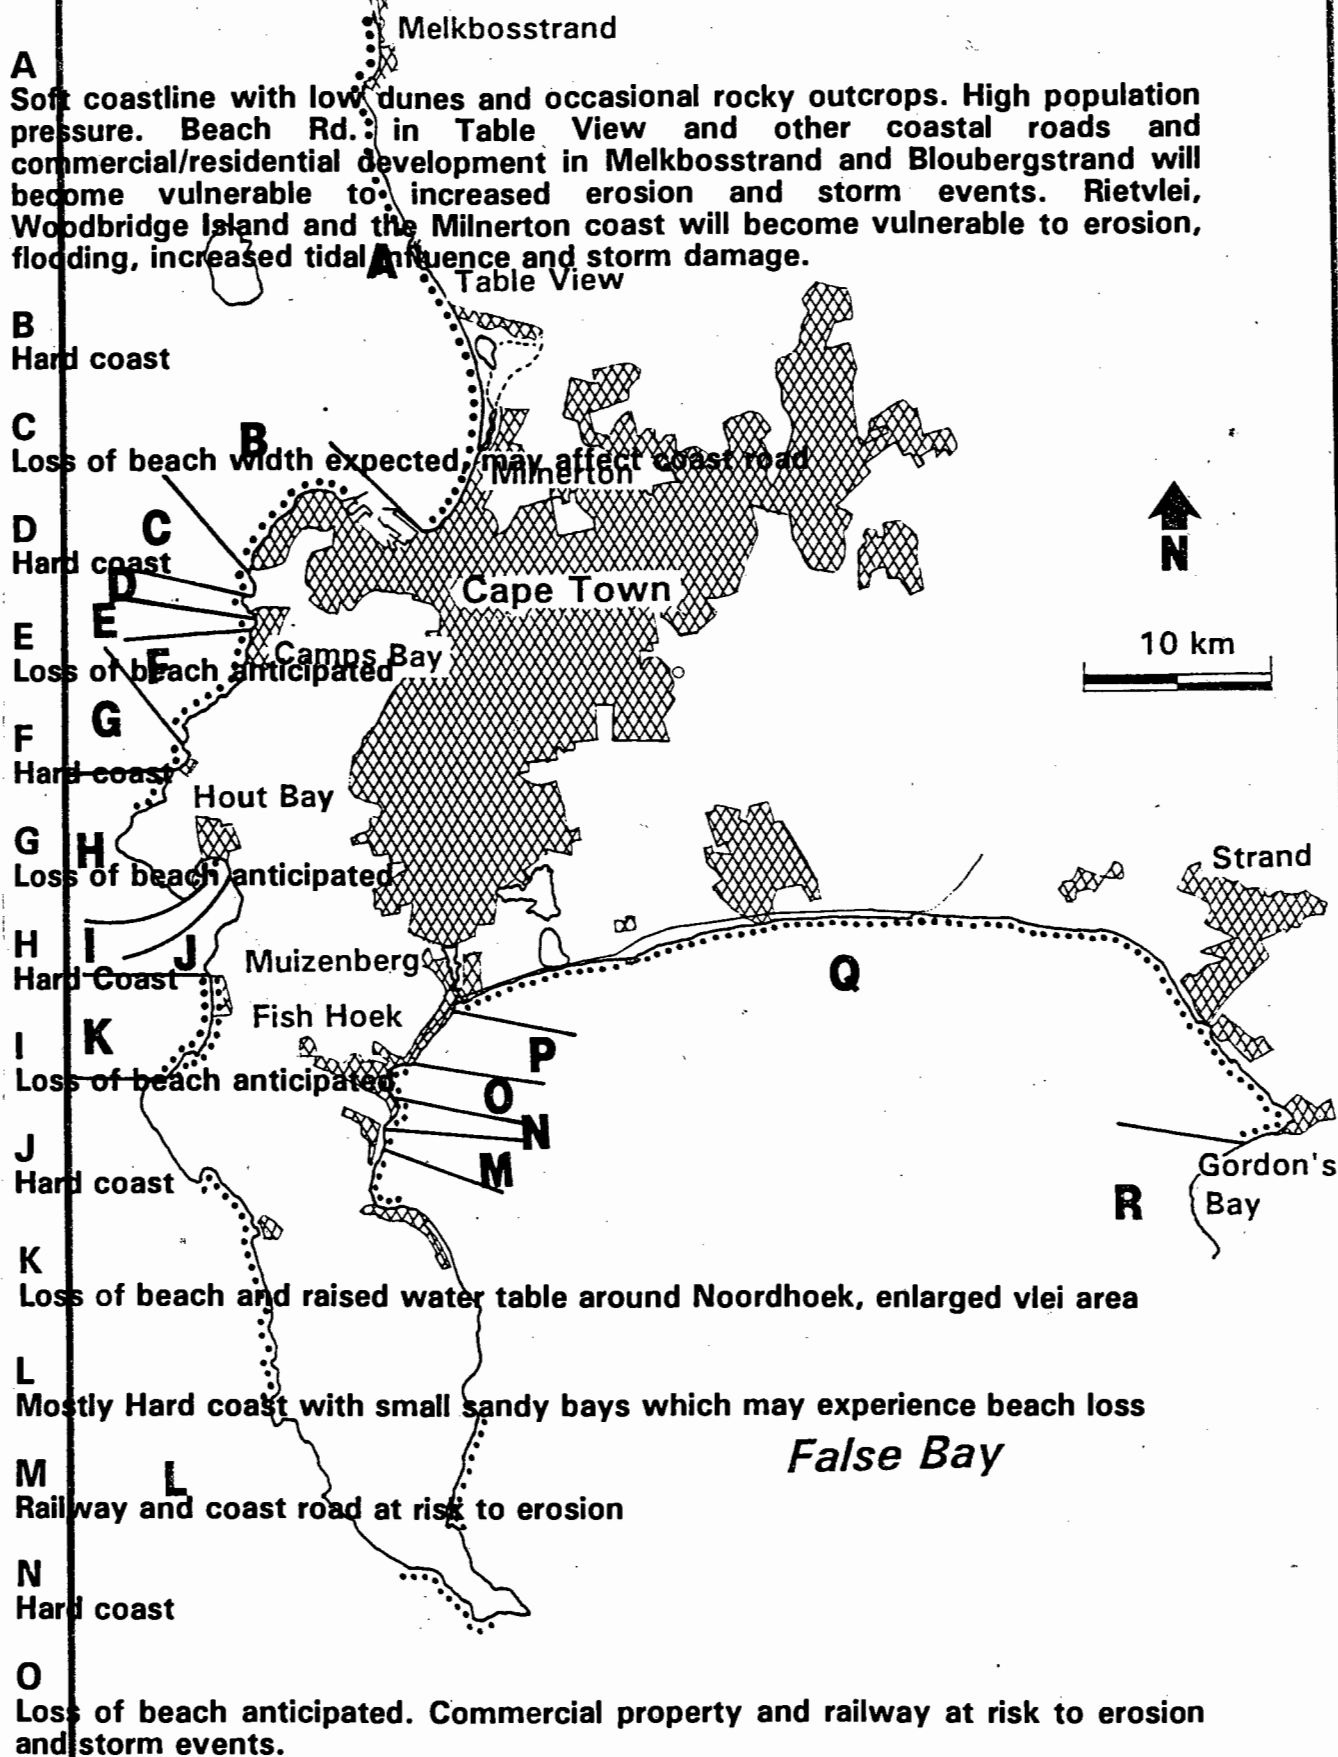 Melkbosstrand
A
Soft coastline with low dunes and occasional rocky outcrops. High population
pressure. Beach Rd. in Table View and other coastal roads and
commercial/residential development in Melkbosstrand and Bloubergstrand will
become vulnerable to increased erosion and storm events. Rietvlei,
Woodbridge Island and the Milnerton coast will become vulnerable to erosion,
flooding, increased tidal influence and storm damage.
A
Table View
B
Hard coast
C
B
Loss of beach width expected, may affect coast road
Milnerton
D
C
N
Hard coast
D
Cape Town
E
E
10 km
Camps Bay
F
Loss of beach anticipated
G
F
Hard coast
Hout Bay
G
H
Strand
Loss of beach anticipated
H
I
J
Muizenberg
Q
Hard Coast
Fish Hoek
I
K
P
Loss of beach anticipated
O
N
J
M
Gordon's
Bay
Hard coast
R
K
Loss of beach and raised water table around Noordhoek, enlarged vlei area
L
Mostly Hard coast with small sandy bays which may experience beach loss
False Bay
M
L
Railway and coast road at risk to erosion
N
Hard coast
O
Loss of beach anticipated. Commercial property and railway at risk to erosion
and storm events.